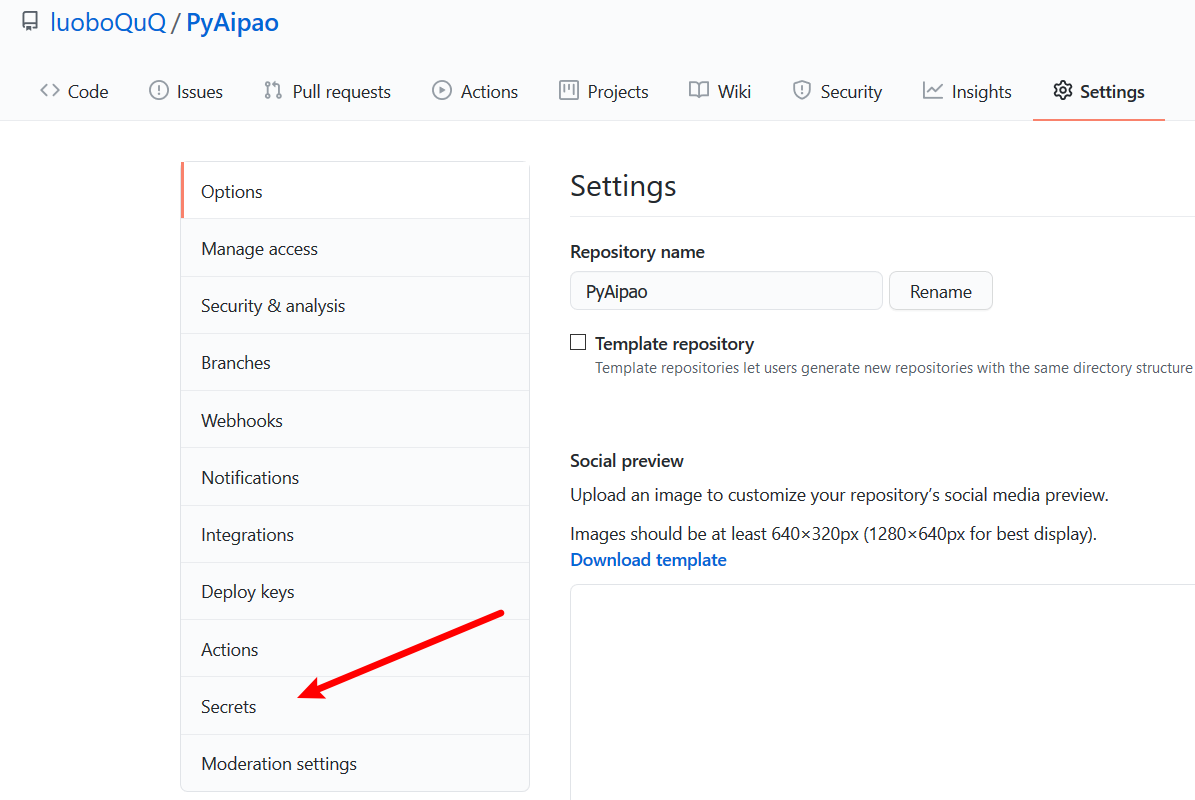 luoboQuQ / PyAipao
Code Issues Pull requests Actions Projects Wiki Security Insights Settings
Options
Manage access
Security & analysis
Branches
Webhooks
Notifications
Integrations
Deploy keys
Actions
Secrets
Moderation settings
Settings
Repository name
PyAipao Rename
Template repository
Template repositories let users generate new repositories with the same directory structure
Social preview
Upload an image to customize your repository’s social media preview.
Images should be at least 640×320px (1280×640px for best display).
Download template